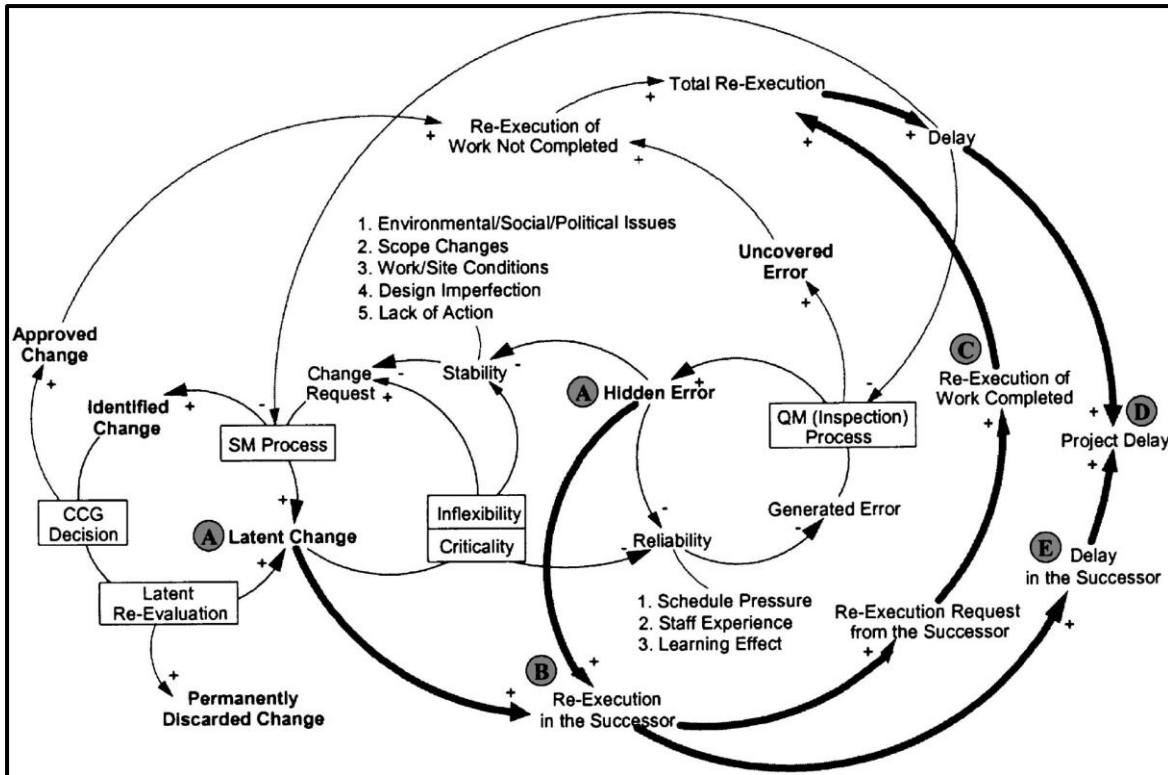 Total Re-Execution
+
+
Delay
Re-Execution of
Work Not Completed
+
+
+
1. Environmental/Social/Political Issues
2. Scope Changes
3. Work/Site Conditions
4. Design Imperfection
5. Lack of Action
Uncovered
Error
+
Approved
Change
+
Identified
Change
+
-
SM Process
+
Change
Request
-
+
Stability
-
-
A Hidden Error
+
-
QM (Inspection)
Process
C
Re-Execution of
Work Completed
+
D
+
Project Delay
+
CCG
Decision
A Latent Change
+
Inflexibility
Criticality
-
-
Reliability
-
Generated Error
E Delay
in the Successor
+
Latent
Re-Evaluation
+
Permanently
Discarded Change
1. Schedule Pressure
2. Staff Experience
3. Learning Effect
Re-Execution Request
from the Successor
+
B
+
+
Re-Execution
in the Successor